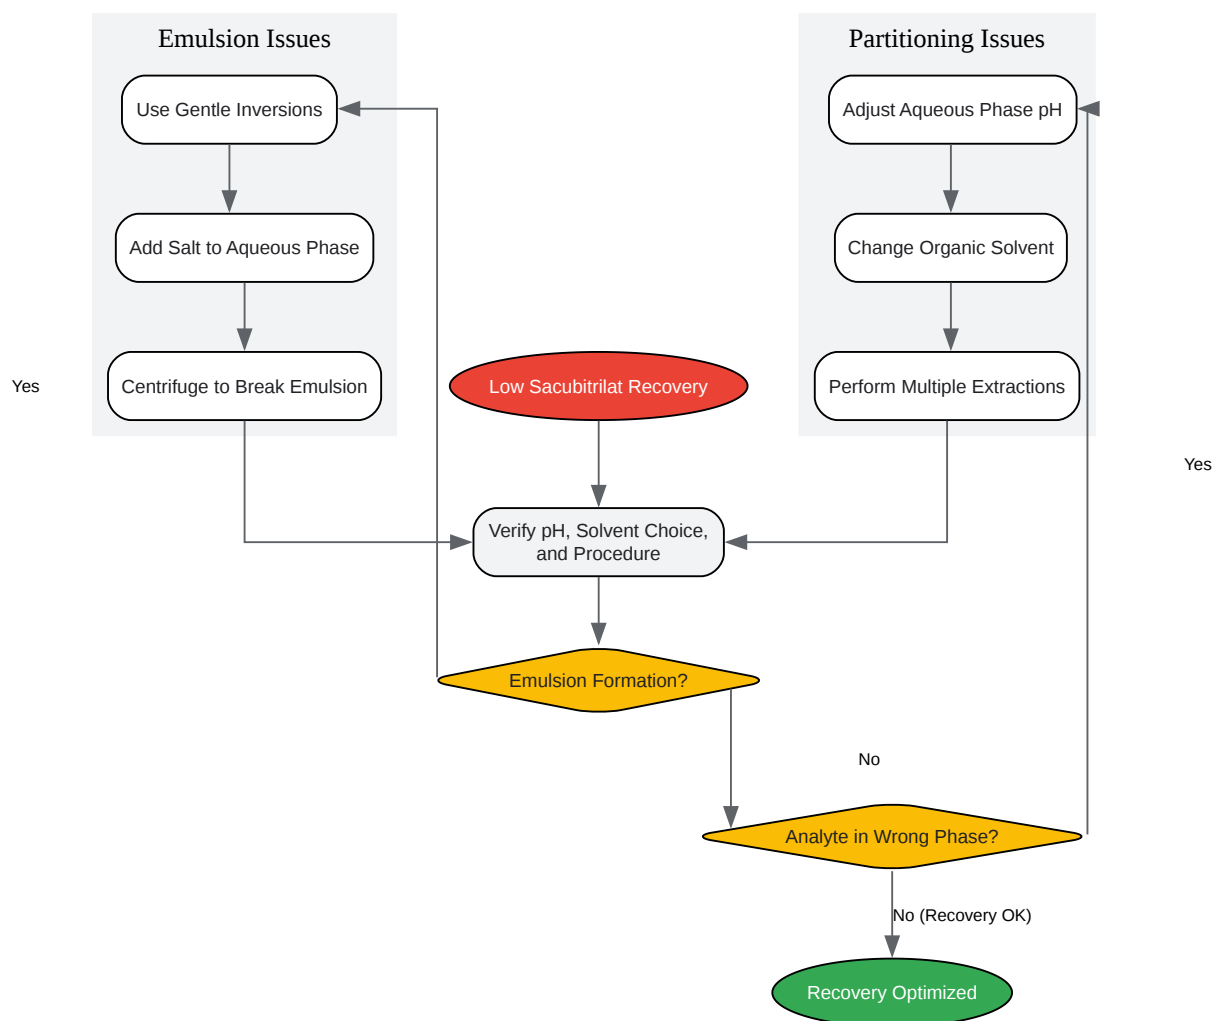 Emulsion Issues
Partitioning Issues
Use Gentle Inversions
Adjust Aqueous Phase pH
Add Salt to Aqueous Phase
Change Organic Solvent
Yes
Centrifuge to Break Emulsion
Low Sacubitrilat Recovery
Perform Multiple Extractions
Yes
Verify pH, Solvent Choice,
and Procedure
Emulsion Formation?
No
Analyte in Wrong Phase?
No (Recovery OK)
Recovery Optimized